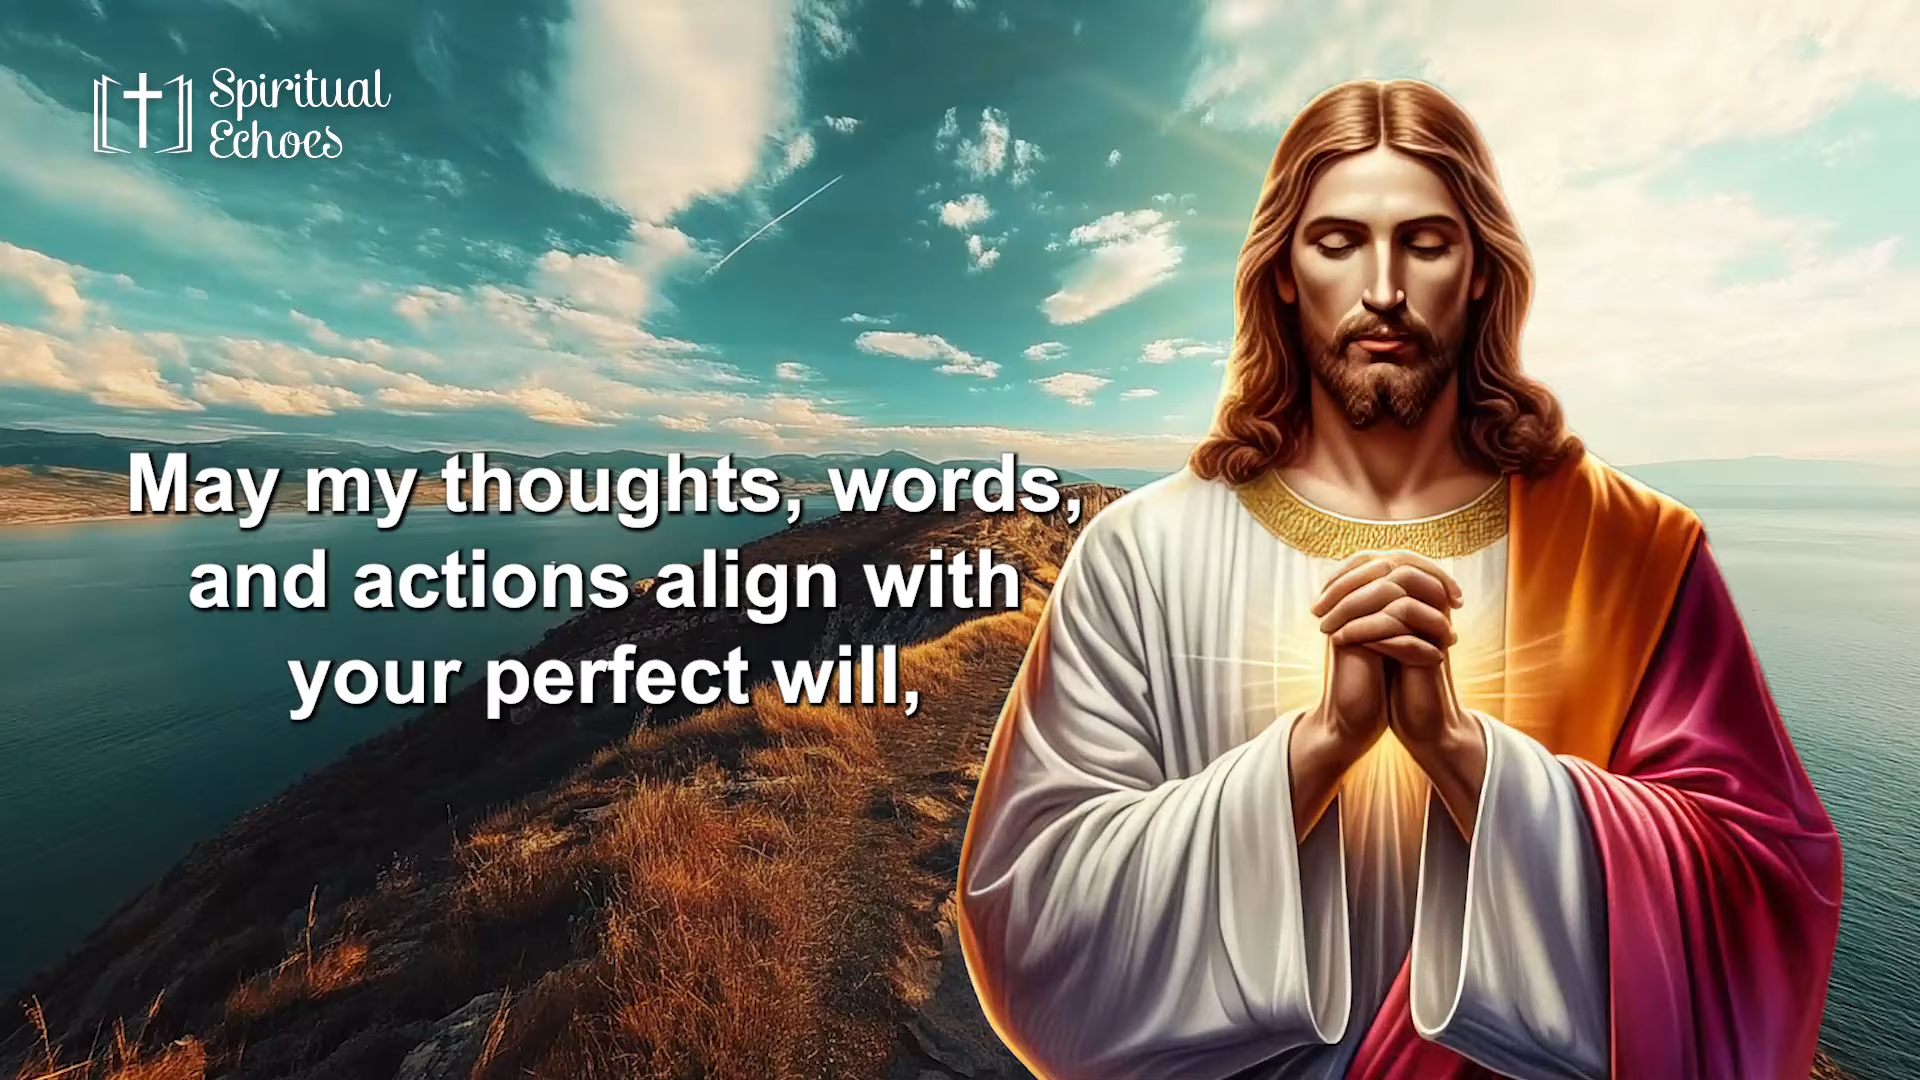 Spiritual
Echoes
May my thoughts, words,
and actions align with
your perfect will,